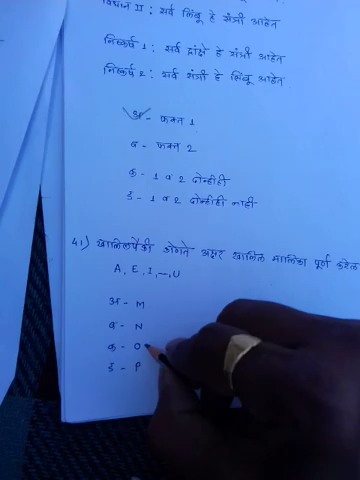 विधान II : सर्व लिंबू हे संत्री आहेत
निष्कर्ष 1 : सर्व द्राक्षे हे संत्री आहेत
निष्कर्ष 2 : सर्व संत्री हे लिंबू आहेत
अ - फक्त 1
ब - फक्त 2
क - 1 व 2 दोन्हीही
ड - 1 व 2 दोन्हीही नाही
41) खालिलपैकी कोणते अक्षर खालिल मालिका पूर्ण करेल
A, E, I, -, U
अ - M
ब - N
क - O
ड - P